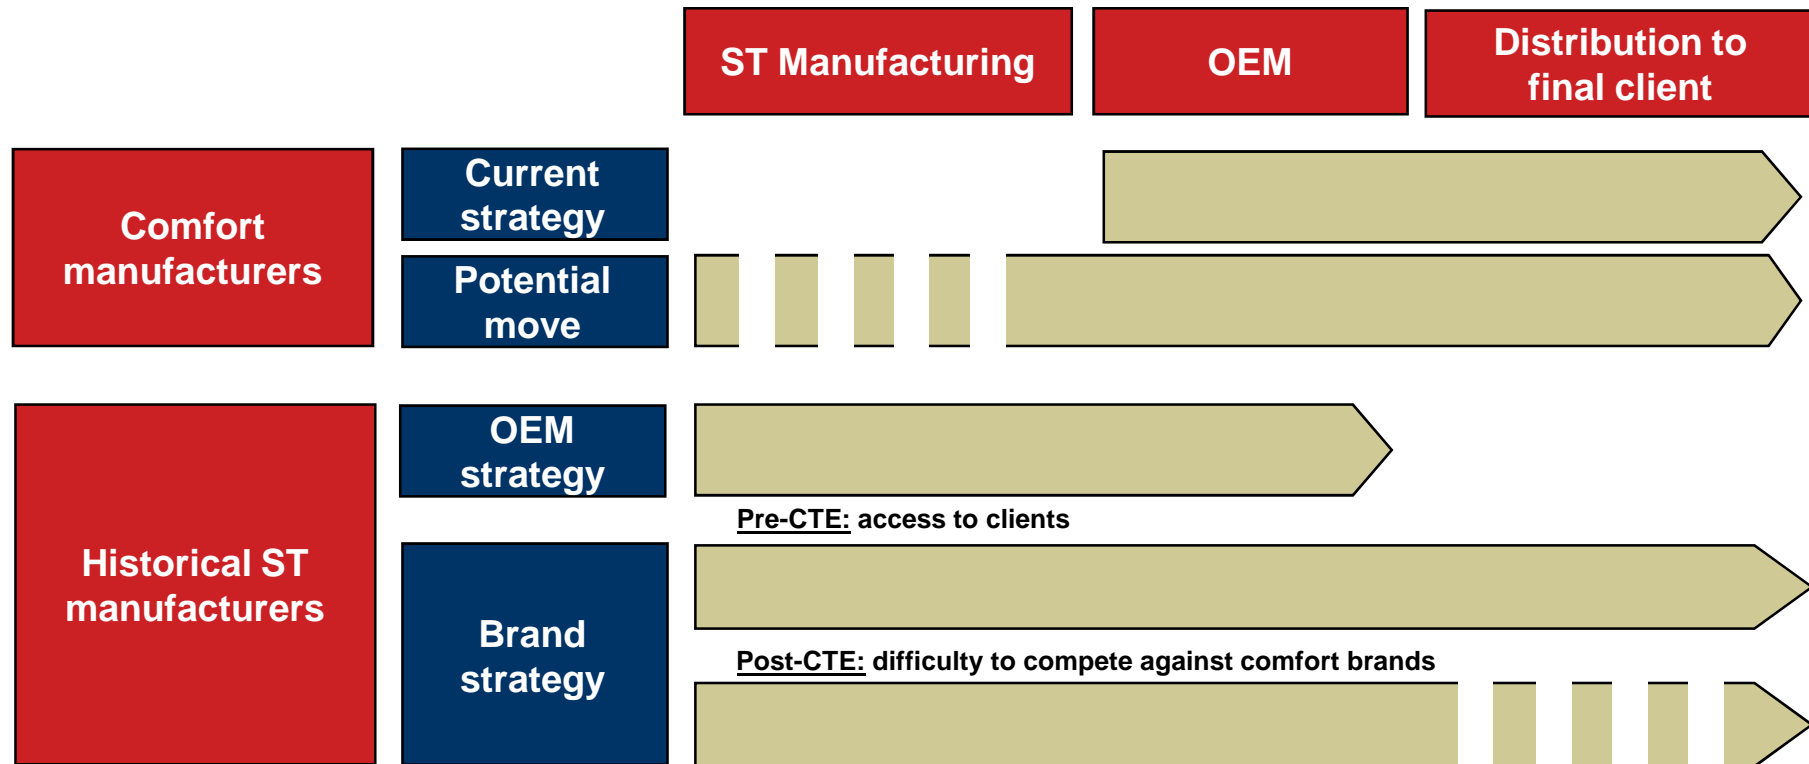 ST Manufacturing
OEM
Distribution to
final client
Comfort
manufacturers
Current
strategy
Potential
move
Historical ST
manufacturers
OEM
strategy
Pre-CTE: access to clients
Brand
strategy
Post-CTE: difficulty to compete against comfort brands